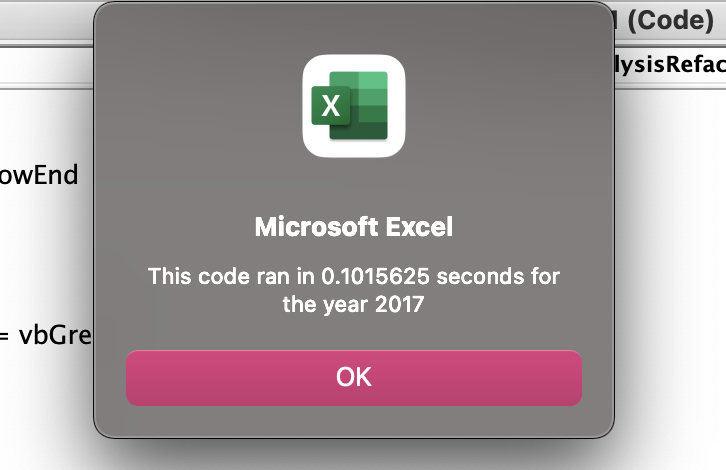 (Code)
lysisRefac
owEnd
X
Microsoft Excel
This code ran in 0.1015625 seconds for
the year 2017
= vbGre
OK